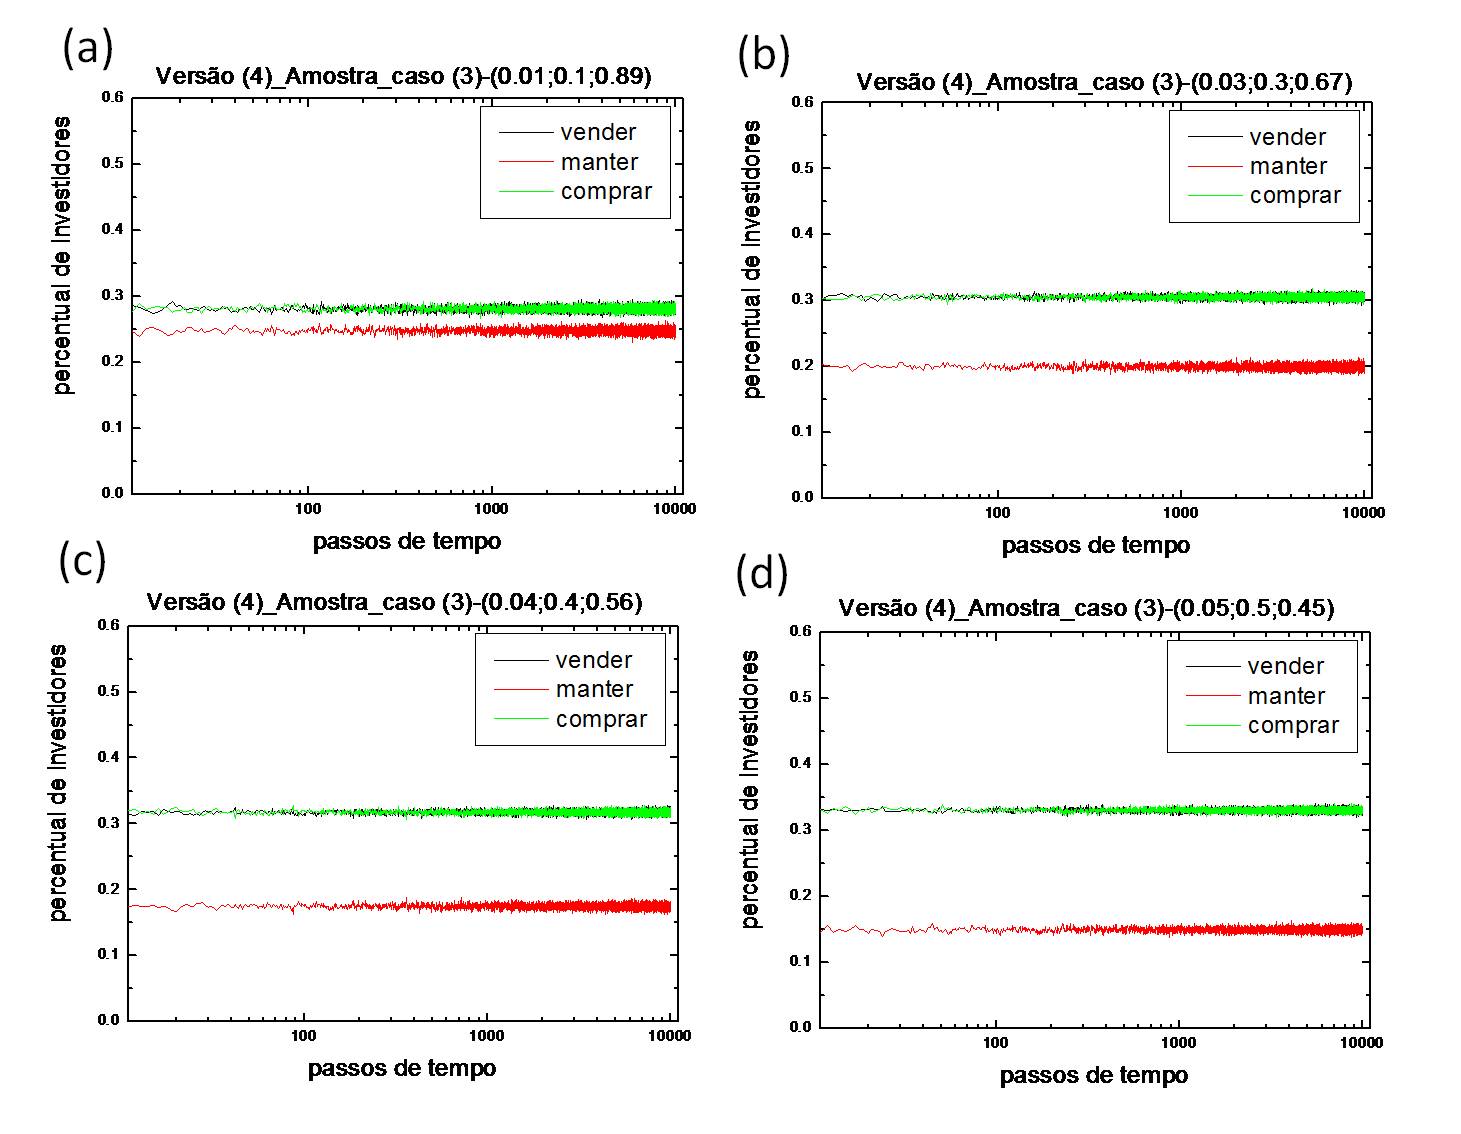 (a)
Versão (4)_Amostra_caso (3)-(0.01;0.1;0.89)
percentual de Investidores
0.6
0.5
0.4
0.3
0.2
0.1
0.0
vender
manter
comprar
100
1000
10000
passos de tempo
(b)
Versão (4)_Amostra_caso (3)-(0.03;0.3;0.67)
percentual de Investidores
0.6
0.5
0.4
0.3
0.2
0.1
0.0
vender
manter
comprar
100
1000
10000
passos de tempo
(c)
Versão (4)_Amostra_caso (3)-(0.04;0.4;0.56)
percentual de Investidores
0.6
0.5
0.4
0.3
0.2
0.1
0.0
vender
manter
comprar
100
1000
10000
passos de tempo
(d)
Versão (4)_Amostra_caso (3)-(0.05;0.5;0.45)
percentual de Investidores
0.6
0.5
0.4
0.3
0.2
0.1
0.0
vender
manter
comprar
100
1000
10000
passos de tempo